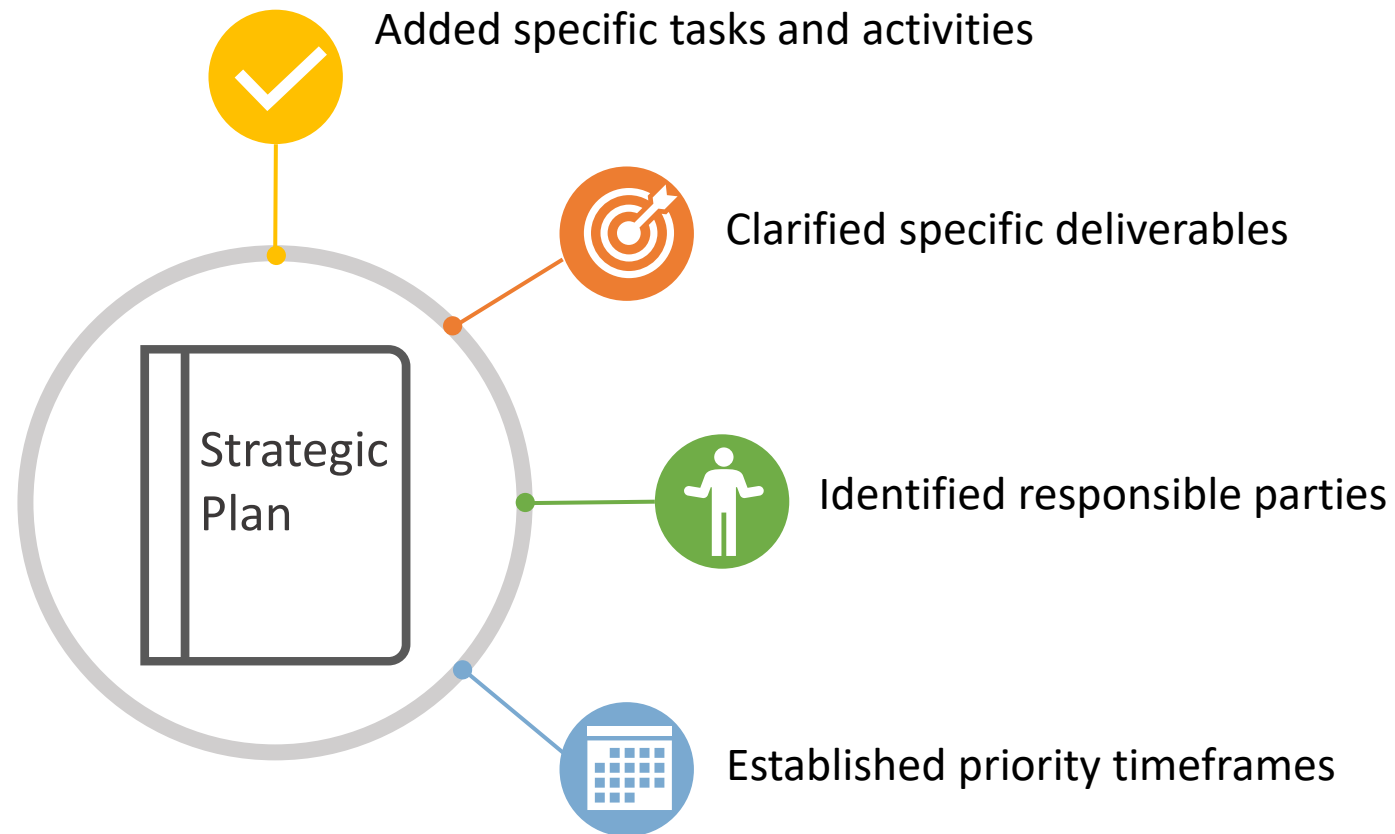 Added specific tasks and activities
Clarified specific deliverables
Strategic
Plan
Identified responsible parties
Established priority timeframes